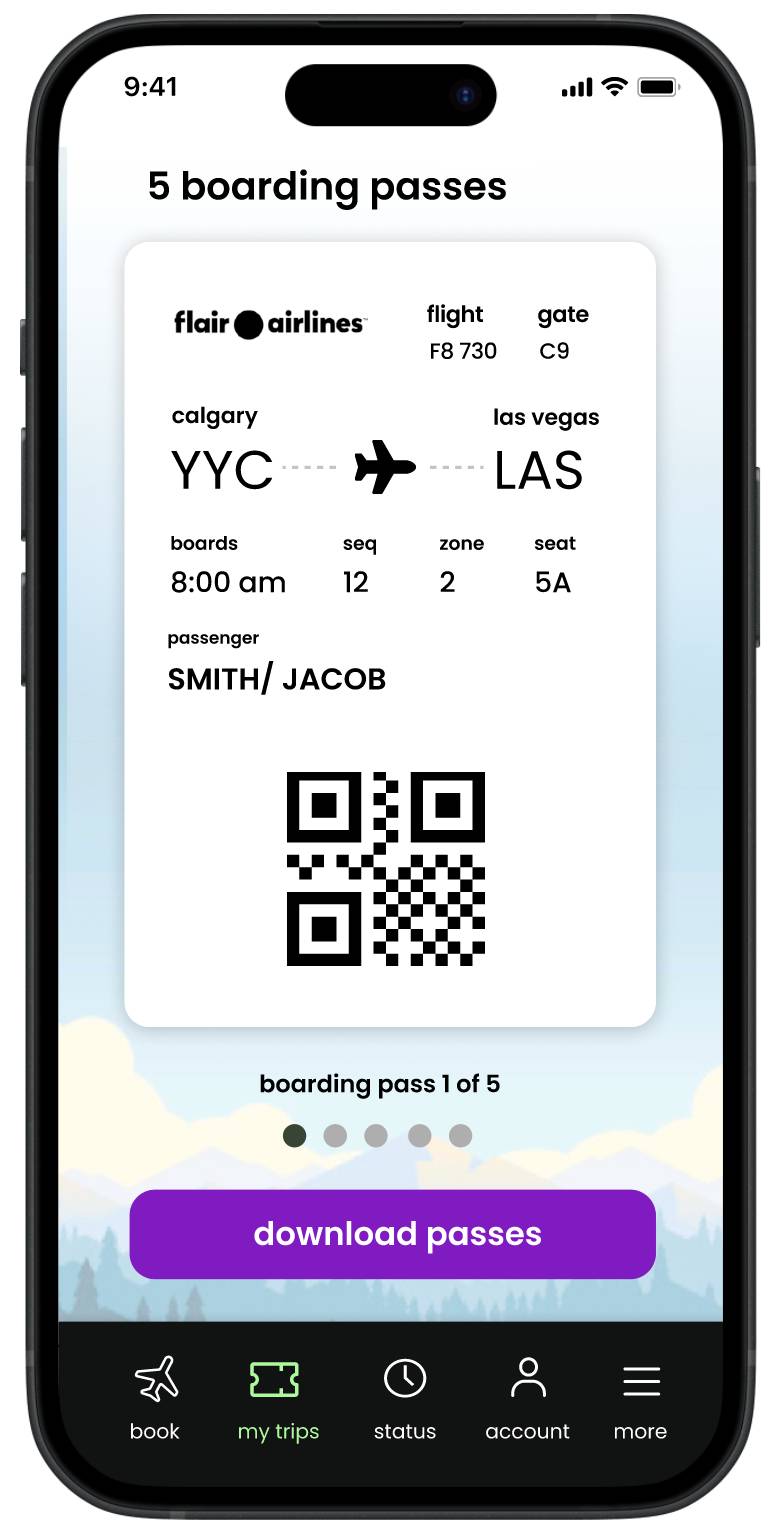 9:41
5 boarding passes
flair airlines™
flight gate
F8 730 C9
calgary las vegas
YYC LAS
boards seq zone seat
8:00 am 12 2 5A
passenger
SMITH/ JACOB
boarding pass 1 of 5
download passes
book my trips status account more